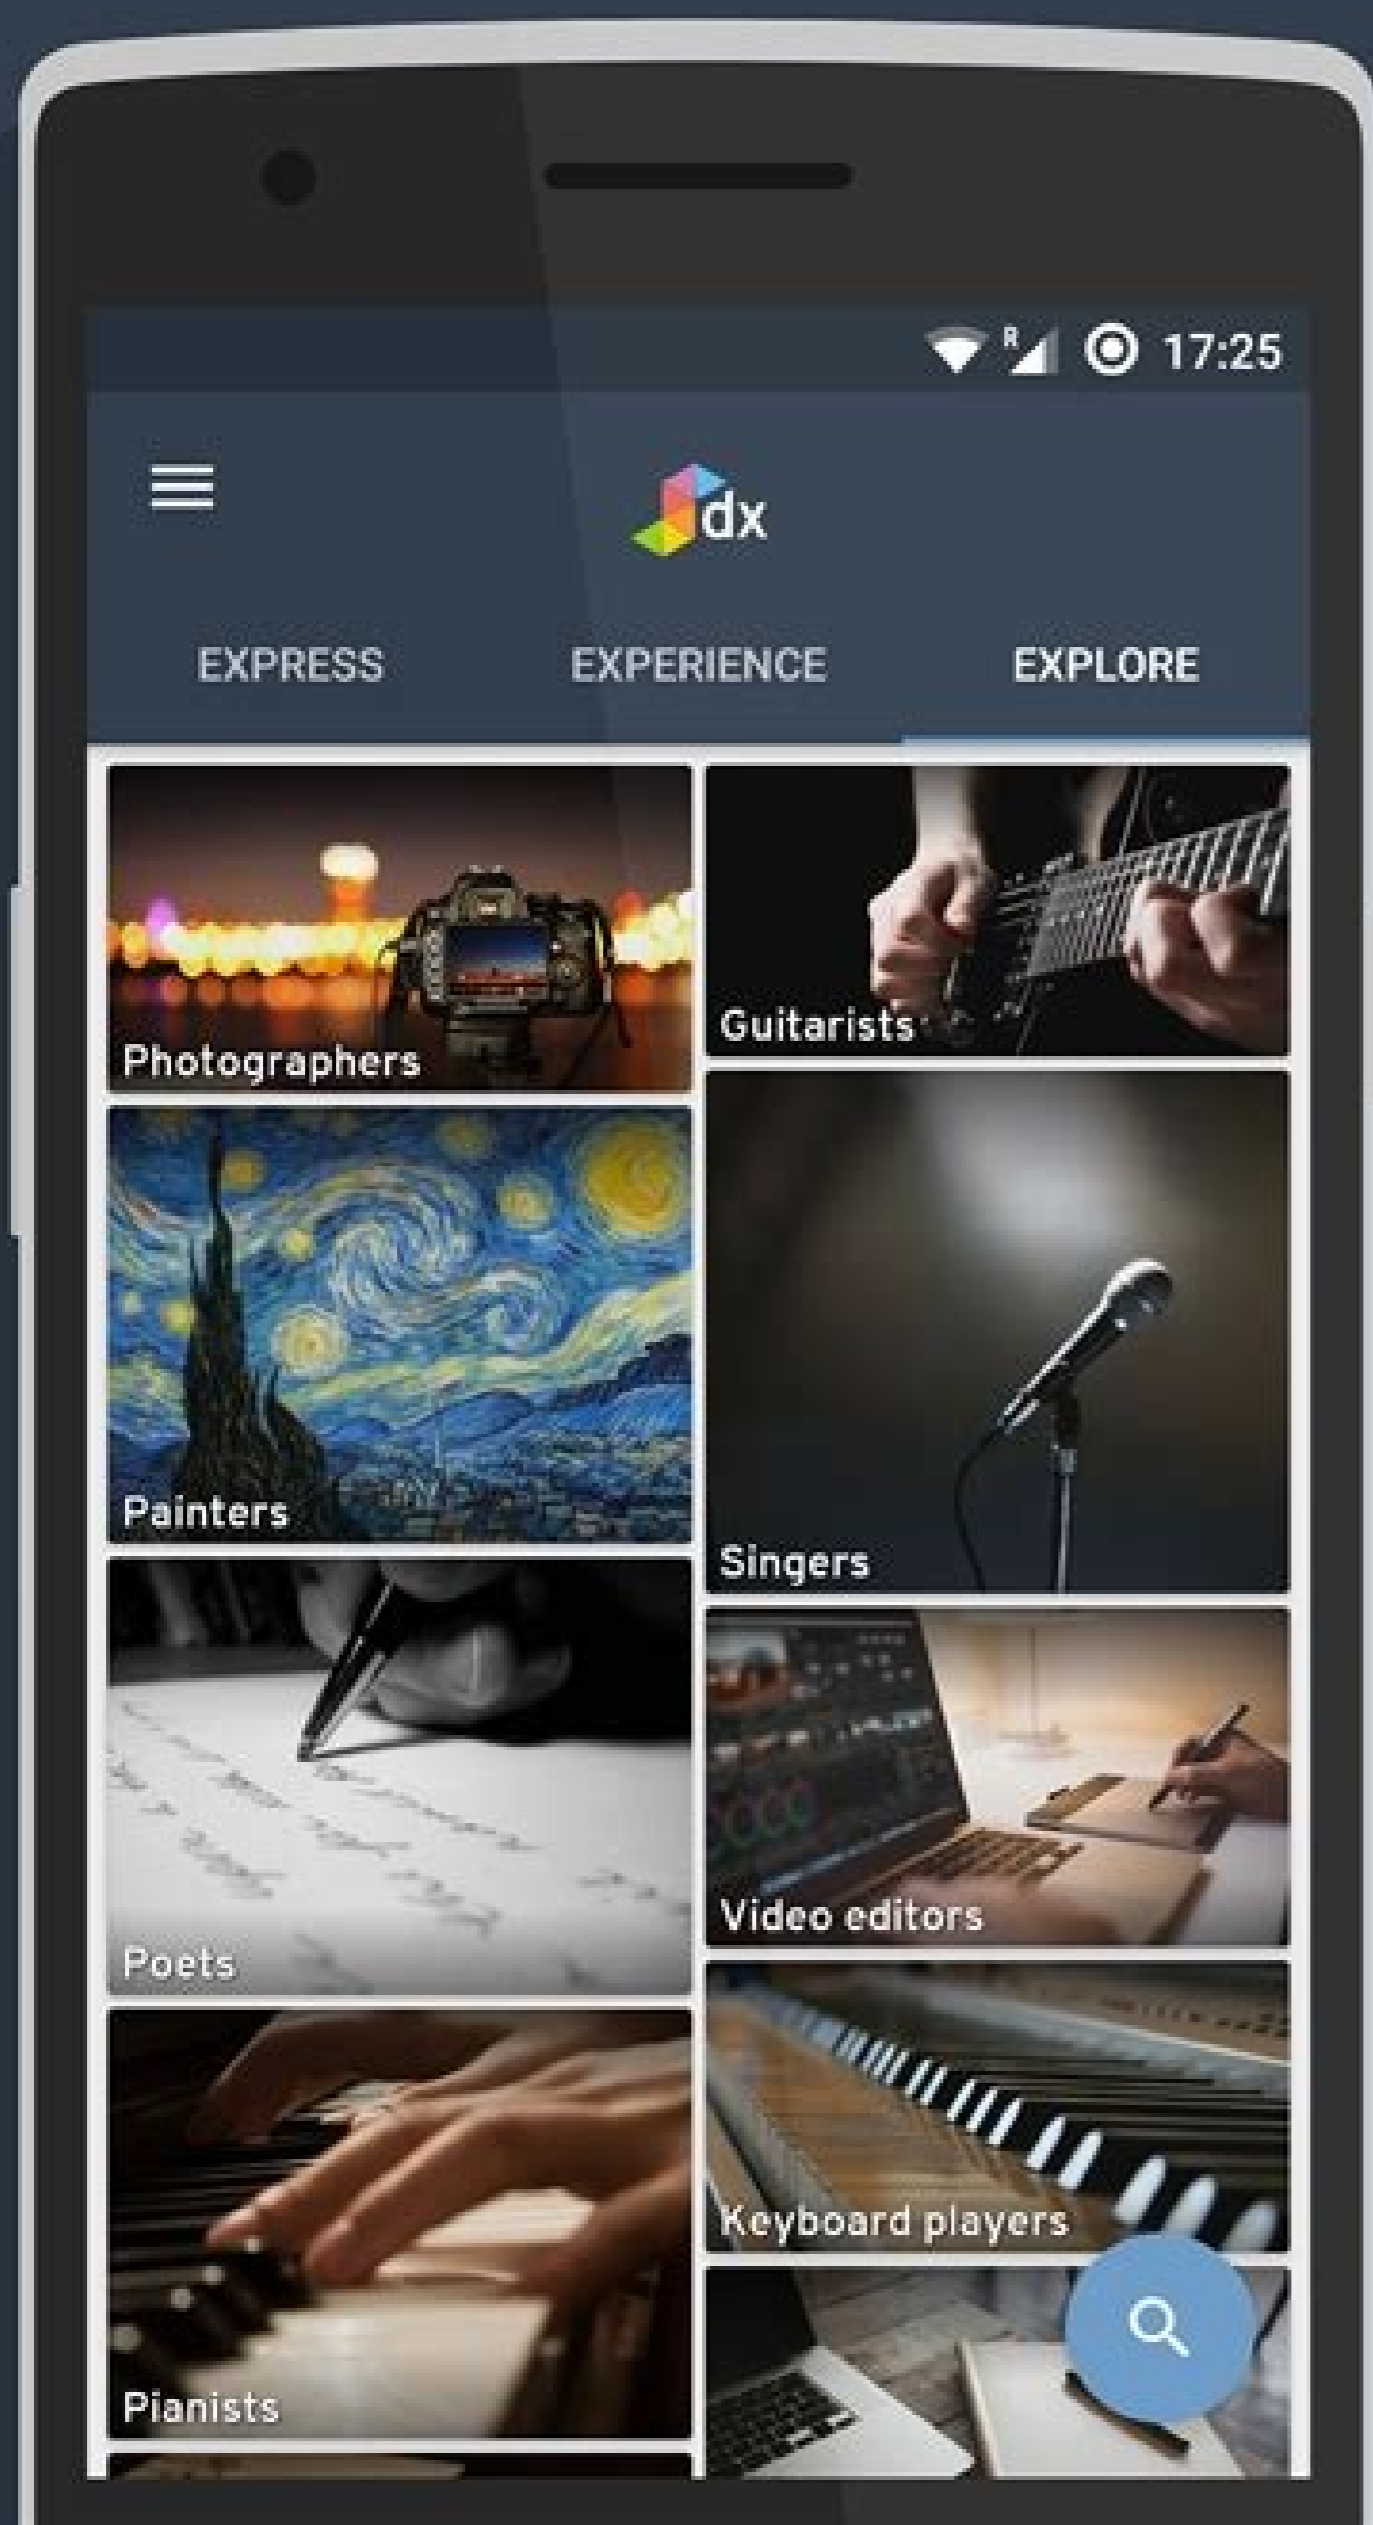 R 17:25
dx
EXPRESS EXPERIENCE EXPLORE
Photographers
Guitarists
Painters
Singers
Poets
Video editors
Keyboard players
Pianists